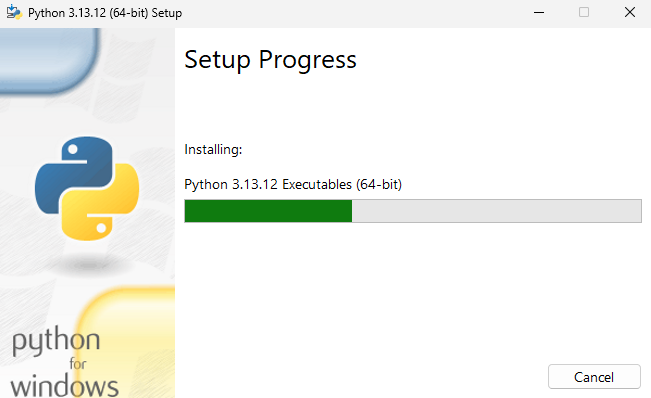 Python 3.13.12 (64-bit) Setup
Setup Progress
Installing:
Python 3.13.12 Executables (64-bit)
python
for
windows
Cancel